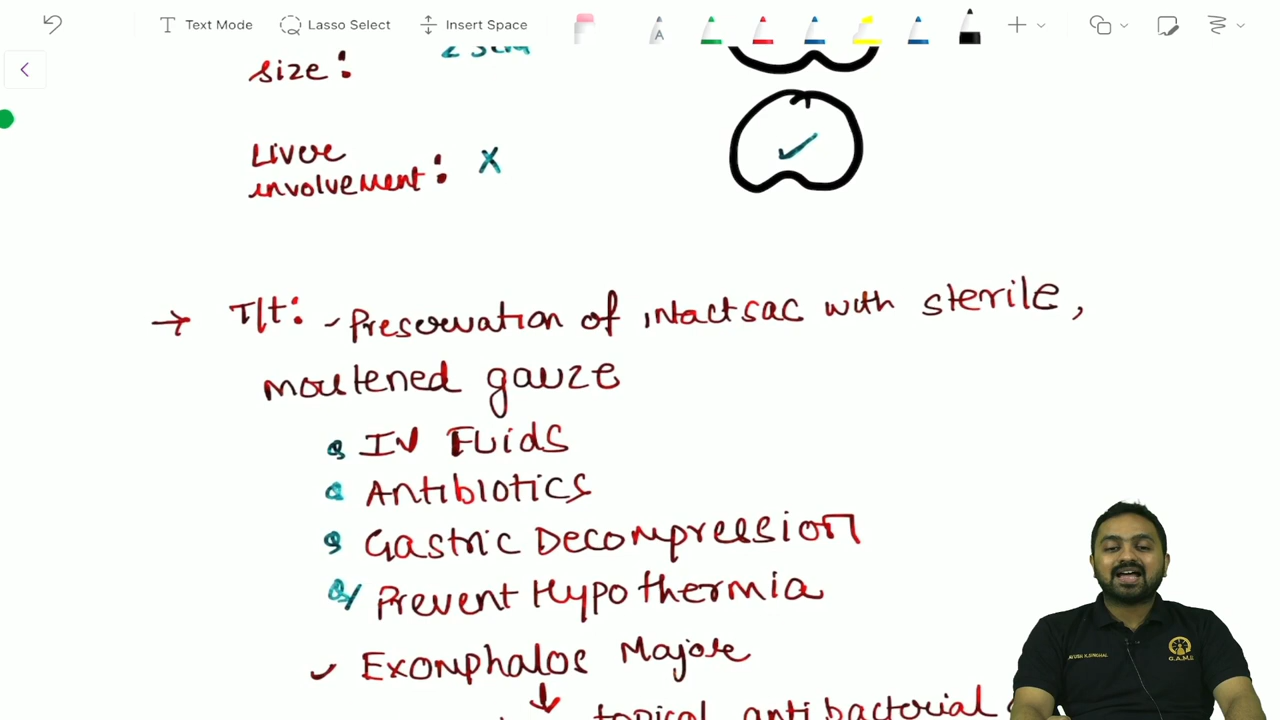 Text Mode
Lasso Select
Insert Space
A
size:
Liver
involvement: X
→ T/t: - Preservation of intact sac with sterile,
moistened gauze
IV Fluids
Antibiotics
Gastric Decompression
Prevent Hypothermia
✓ Exomphalos Major
↓ topical antibacterial
G.A.M.S